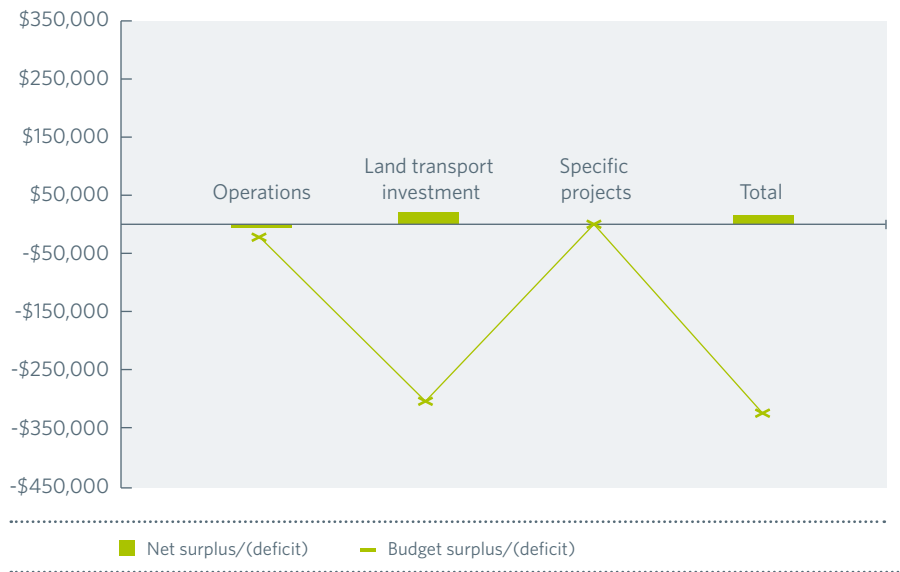 $350,000
$250,000
$150,000
$50,000
-$50,000
-$150,000
-$250,000
-$350,000
-$450,000
Operations
Land transport
investment
Specific
projects
Total
Net surplus/(deficit)
Budget surplus/(deficit)